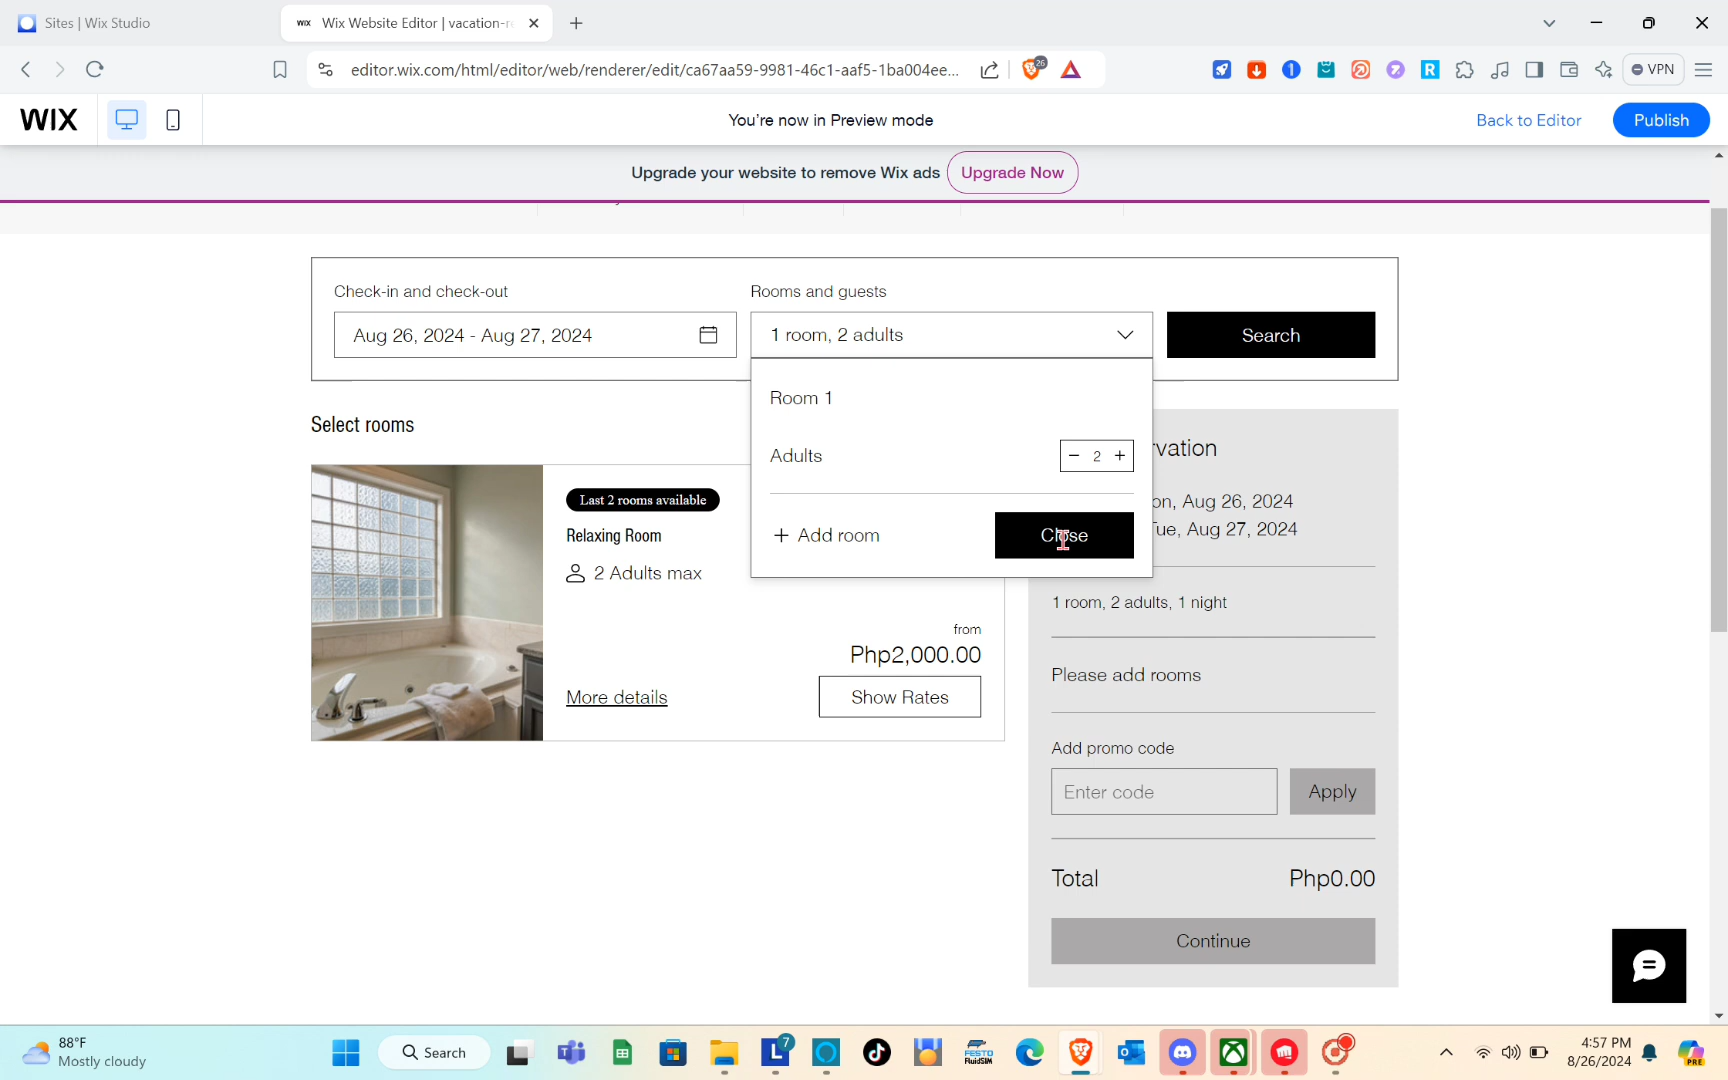 Sites | Wix Studio
WIX Wix Website Editor | vacation-r
editor.wix.com/html/editor/web/renderer/edit/ca67aa59-9981-46c1-aaf5-1ba004ee...
26
VPN
WIX
You're now in Preview mode
Back to Editor
Publish
Upgrade your website to remove Wix ads
Upgrade Now
Check-in and check-out
Rooms and guests
Aug 26, 2024 - Aug 27, 2024
1 room, 2 adults
Search
Room 1
Adults
- 2 +
+ Add room
Close
Select rooms
Last 2 rooms available
Relaxing Room
2 Adults max
from
Php2,000.00
More details
Show Rates
rvation
on, Aug 26, 2024
Tue, Aug 27, 2024
1 room, 2 adults, 1 night
Please add rooms
Add promo code
Enter code
Apply
Total
Php0.00
Continue
88°F
Mostly cloudy
Search
7
FESTO
FluidSIM
4:57 PM
8/26/2024
PRE